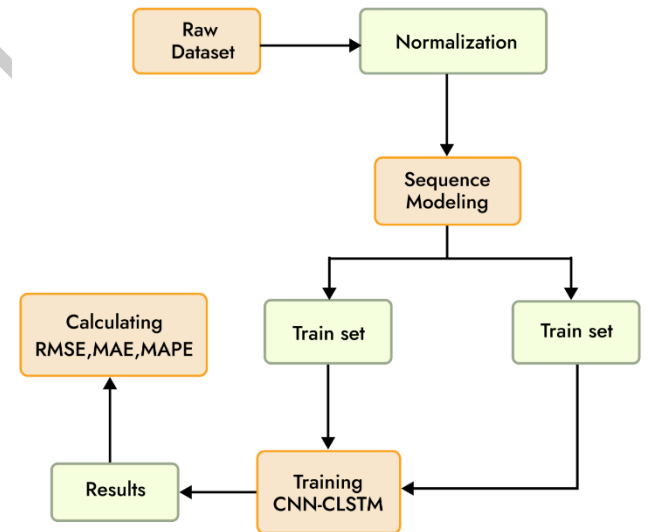 Raw
Dataset
Normalization
Sequence
Modeling
Train set
Train set
Calculating
RMSE,MAE,MAPE
Training
CNN-CLSTM
Results